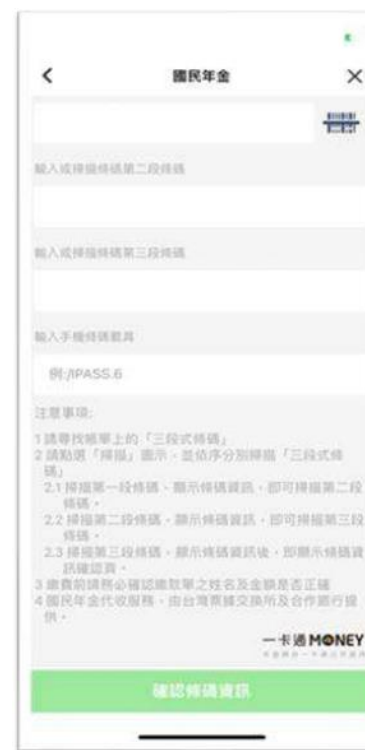 國民年金
輸入或掃描條碼第二段條碼
輸入或掃描條碼第三段條碼
輸入手機條碼載具
例:/IPASS.6
注意事項:
1 請尋找帳單上的「三段式條碼」
2 請點選「掃描」圖示，並依序分別掃描「三段式條
碼」
2.1 掃描第一段條碼，顯示條碼資訊，即可掃描第二段
條碼。
2.2 掃描第二段條碼，顯示條碼資訊，即可掃描第三段
條碼。
2.3 掃描第三段條碼，顯示條碼資訊後，即顯示條碼資
訊確認頁。
3 繳費前請務必確認繳款單之姓名及金額是否正確
4 國民年金代收服務，由台灣票據交換所及合作銀行提
供。
一卡通 MONEY
確認條碼資訊